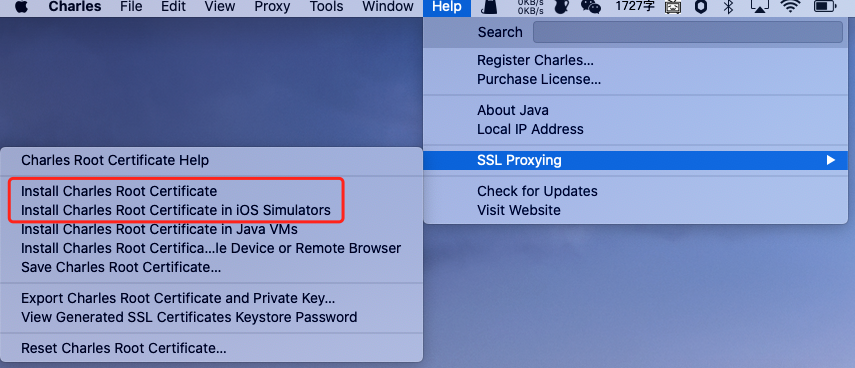 Charles File Edit View Proxy Tools Window Help 0KB/s 0KB/s 1727字
Search
Register Charles...
Purchase License...
About Java
Local IP Address
SSL Proxying
Check for Updates
Visit Website
Charles Root Certificate Help
Install Charles Root Certificate
Install Charles Root Certificate in iOS Simulators
Install Charles Root Certificate in Java VMs
Install Charles Root Certifica...le Device or Remote Browser
Save Charles Root Certificate...
Export Charles Root Certificate and Private Key...
View Generated SSL Certificates Keystore Password
Reset Charles Root Certificate...